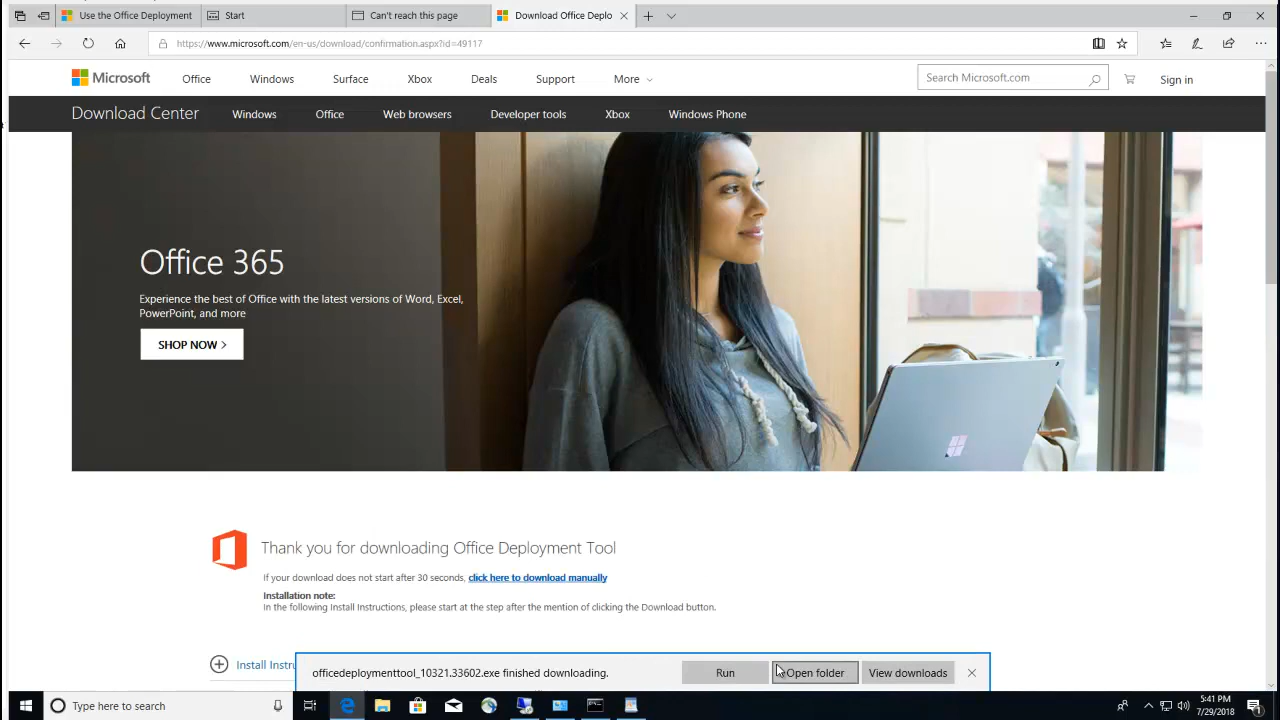 Use the Office Deployment
Start
Can't reach this page
Download Office Deplo
https://www.microsoft.com/en-us/download/confirmation.aspx?id=49117
Microsoft
Office
Windows
Surface
Xbox
Deals
Support
More
Search Microsoft.com
Sign in
Download Center
Windows
Office
Web browsers
Developer tools
Xbox
Windows Phone
Office 365
Experience the best of Office with the latest versions of Word, Excel,
PowerPoint, and more
SHOP NOW >
Thank you for downloading Office Deployment Tool
If your download does not start after 30 seconds, click here to download manually
Installation note:
In the following Install Instructions, please start at the step after the mention of clicking the Download button.
Install Instru
officedeploymenttool_10321.33602.exe finished downloading.
Run
Open folder
View downloads
Type here to search
5:41 PM
7/29/2018